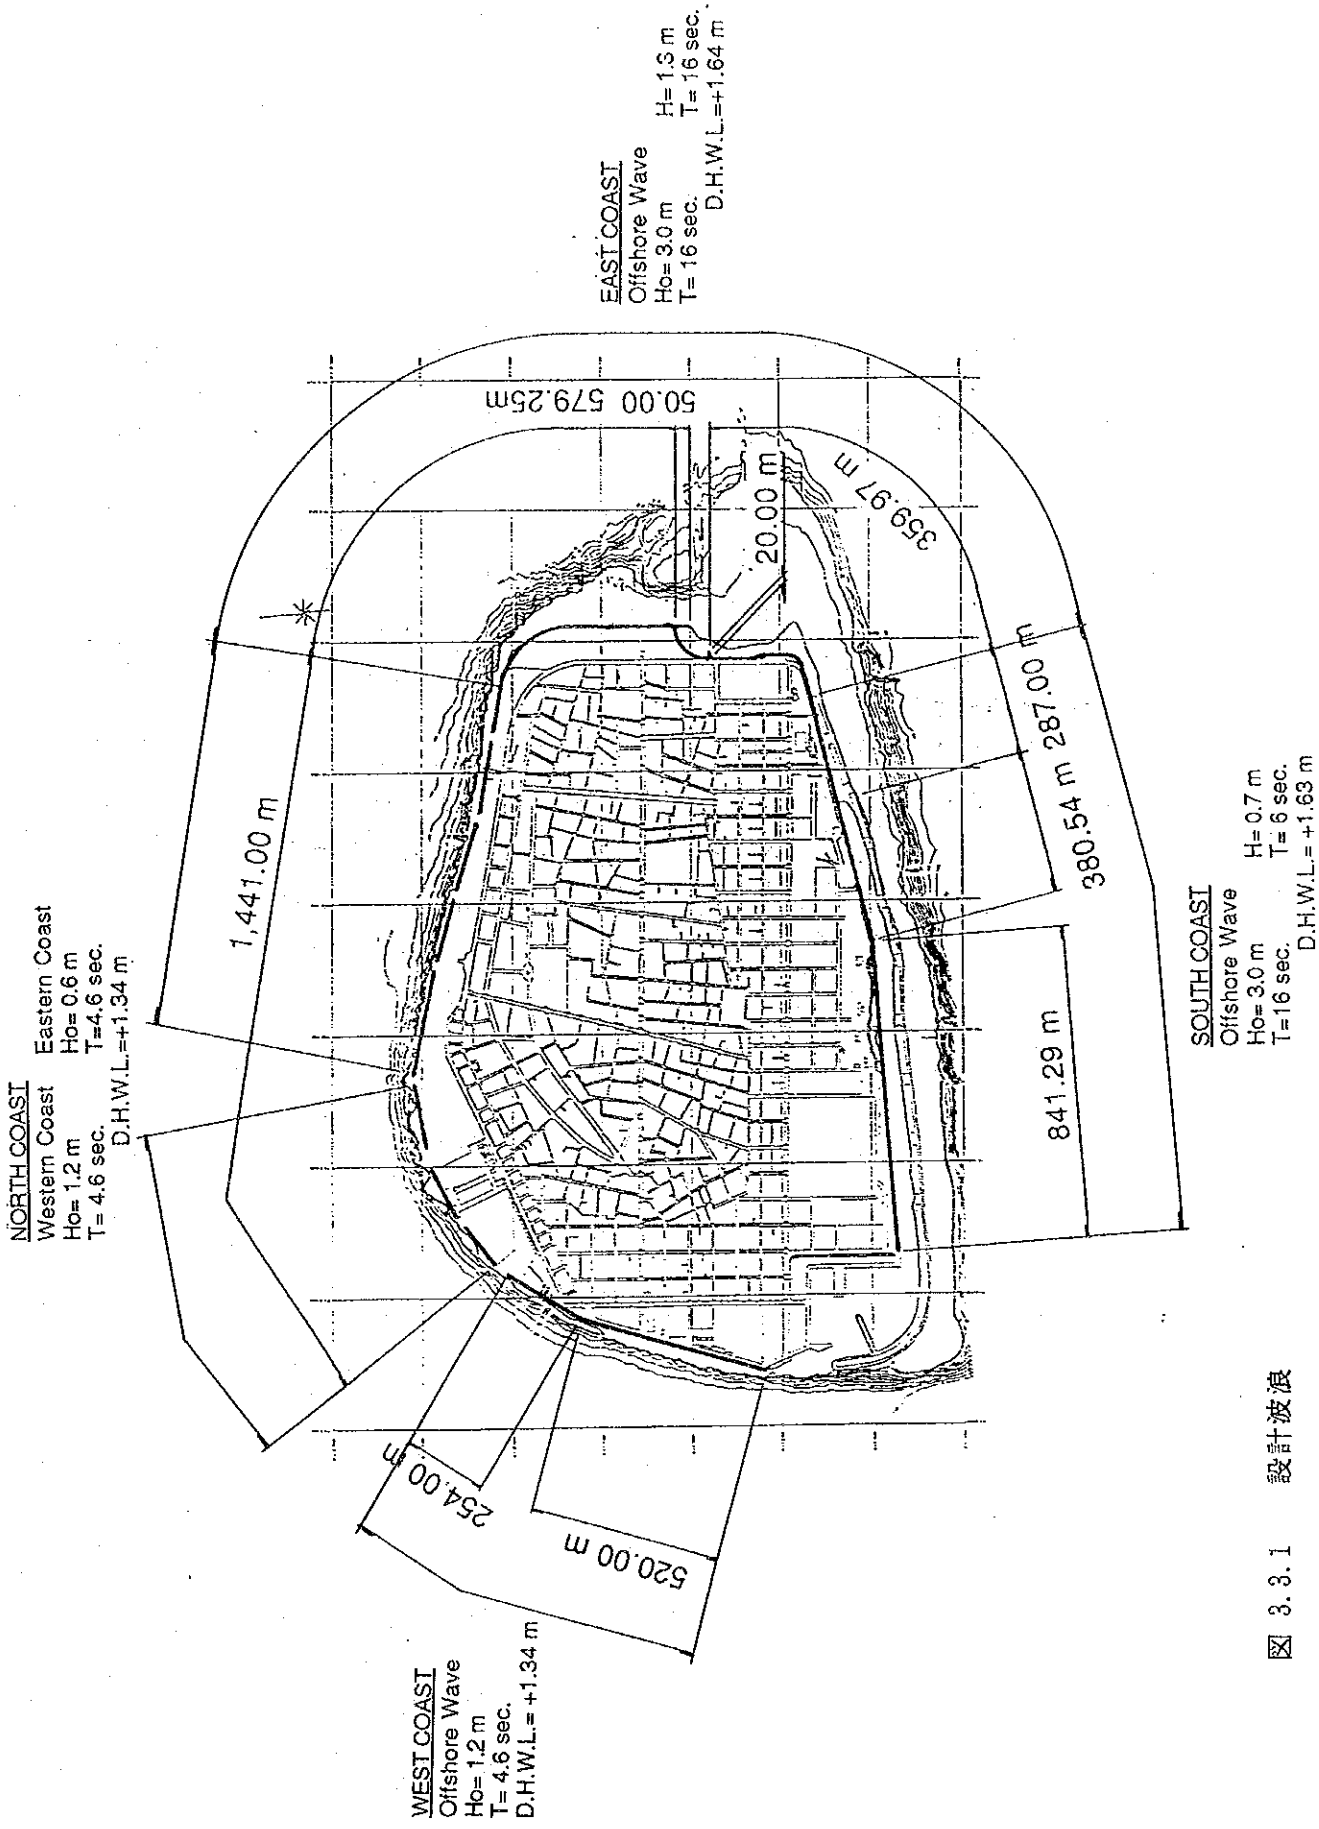 NORTH COAST
Western Coast Eastern Coast
Ho= 1.2 m Ho= 0.6 m
T= 4.6 sec. T=4.6 sec.
D.H.W.L.=+1.34 m
EAST COAST
Offshore Wave
Ho= 3.0 m H= 1.3 m
T= 16 sec. T= 16 sec.
D.H.W.L.=+1.64 m
1,441.00 m
50.00 579.25m
20.00 m
359.97 m
287.00 m
380.54 m
841.29 m
254.00 m
520.00 m
WEST COAST
Offshore Wave
Ho= 1.2 m
T= 4.6 sec.
D.H.W.L.= +1.34 m
SOUTH COAST
Offshore Wave
Ho= 3.0 m H= 0.7 m
T=16 sec. T= 6 sec.
D.H.W.L.= +1.63 m
図 3.3.1 設計波浪